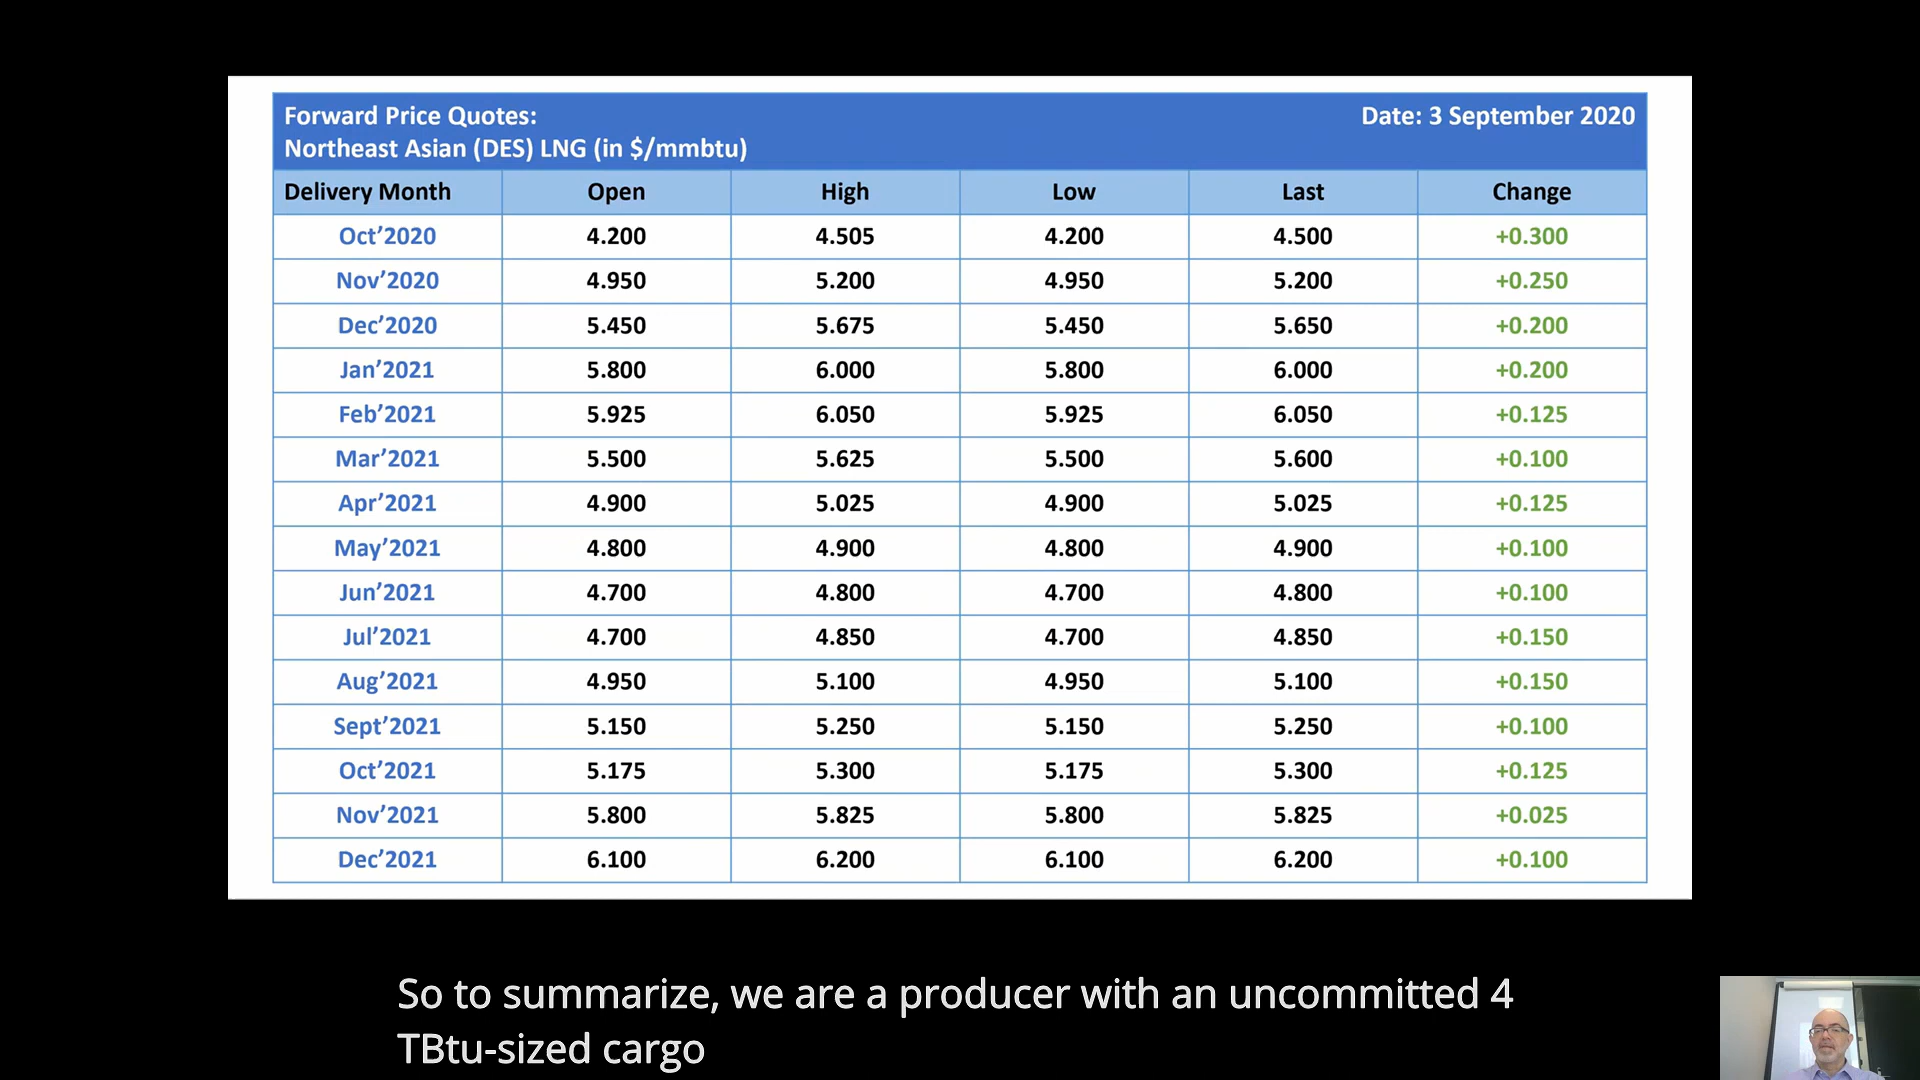 Forward Price Quotes: Date: 3 September 2020
Northeast Asian (DES) LNG (in $/mmbtu)
Delivery Month Open High Low Last Change
Oct’2020 4.200 4.505 4.200 4.500 +0.300
Nov’2020 4.950 5.200 4.950 5.200 +0.250
Dec’2020 5.450 5.675 5.450 5.650 +0.200
Jan’2021 5.800 6.000 5.800 6.000 +0.200
Feb’2021 5.925 6.050 5.925 6.050 +0.125
Mar’2021 5.500 5.625 5.500 5.600 +0.100
Apr’2021 4.900 5.025 4.900 5.025 +0.125
May’2021 4.800 4.900 4.800 4.900 +0.100
Jun’2021 4.700 4.800 4.700 4.800 +0.100
Jul’2021 4.700 4.850 4.700 4.850 +0.150
Aug’2021 4.950 5.100 4.950 5.100 +0.150
Sept’2021 5.150 5.250 5.150 5.250 +0.100
Oct’2021 5.175 5.300 5.175 5.300 +0.125
Nov’2021 5.800 5.825 5.800 5.825 +0.025
Dec’2021 6.100 6.200 6.100 6.200 +0.100
So to summarize, we are a producer with an uncommitted 4
TBtu-sized cargo